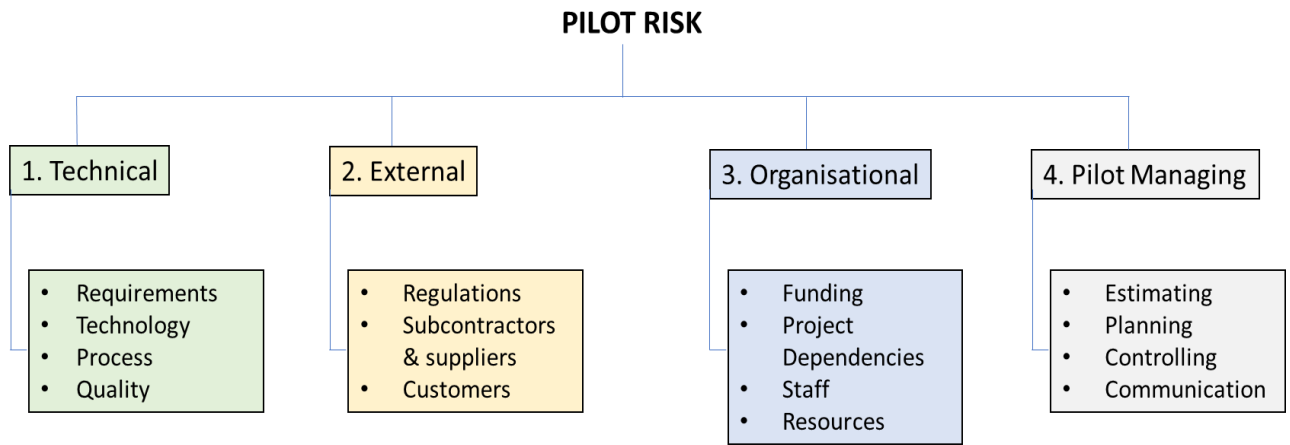 PILOT RISK
1. Technical
• Requirements
• Technology
• Process
• Quality
2. External
• Regulations
• Subcontractors
& suppliers
• Customers
3. Organisational
• Funding
• Project
Dependencies
• Staff
• Resources
4. Pilot Managing
• Estimating
• Planning
• Controlling
• Communication